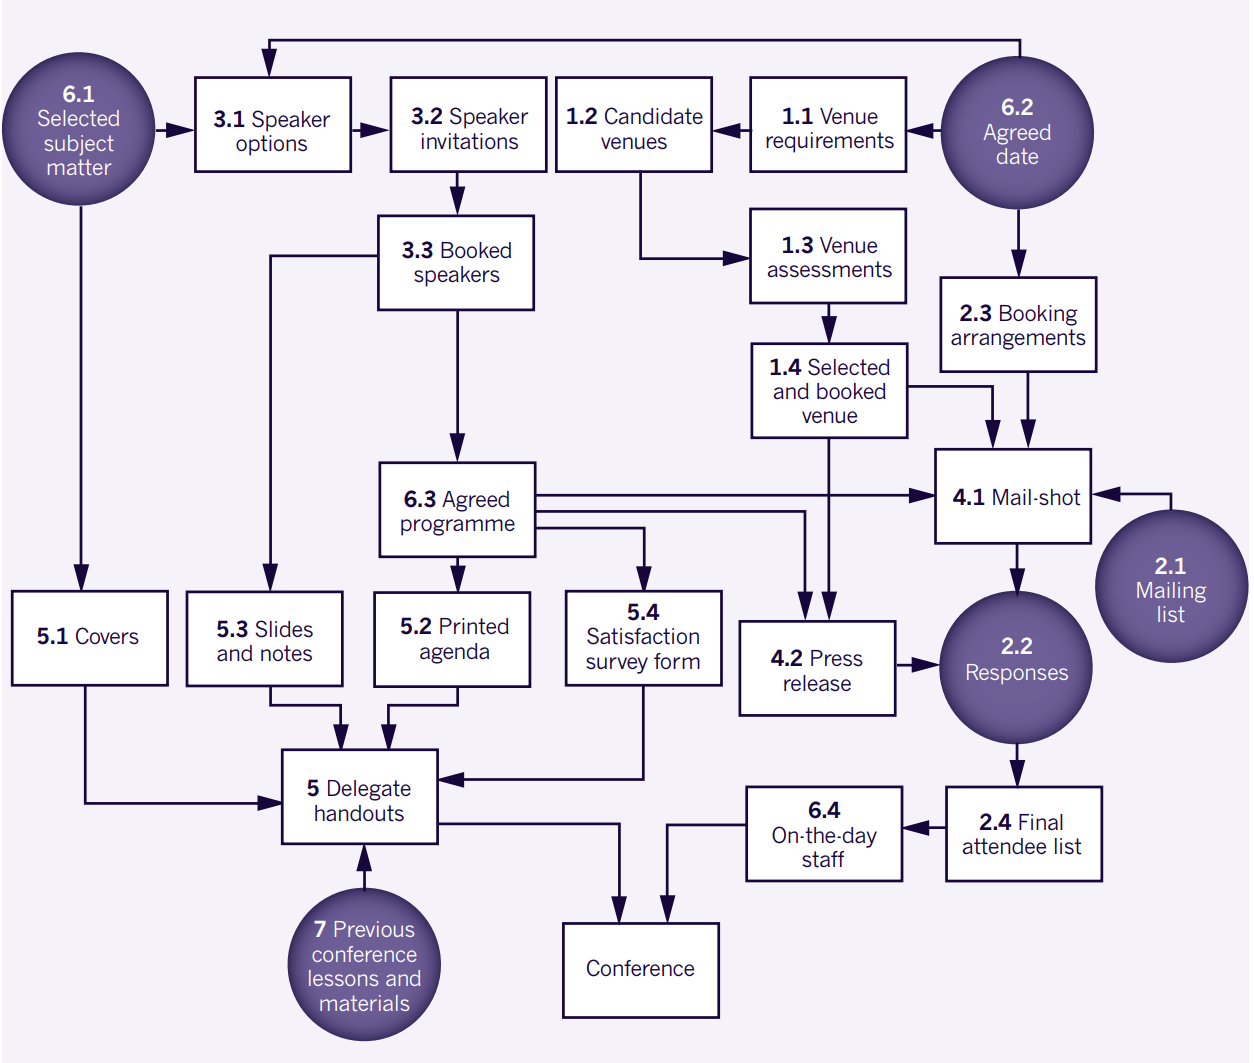 6.1
Selected
subject
matter
3.1 Speaker
options
3.2 Speaker
invitations
1.2 Candidate
venues
1.1 Venue
requirements
6.2
Agreed
date
3.3 Booked
speakers
1.3 Venue
assessments
2.3 Booking
arrangements
1.4 Selected
and booked
venue
6.3 Agreed
programme
4.1 Mail-shot
2.1
Mailing
list
5.1 Covers
5.3 Slides
and notes
5.2 Printed
agenda
5.4
Satisfaction
survey form
4.2 Press
release
2.2
Responses
5 Delegate
handouts
6.4
On-the-day
staff
2.4 Final
attendee list
7 Previous
conference
lessons and
materials
Conference